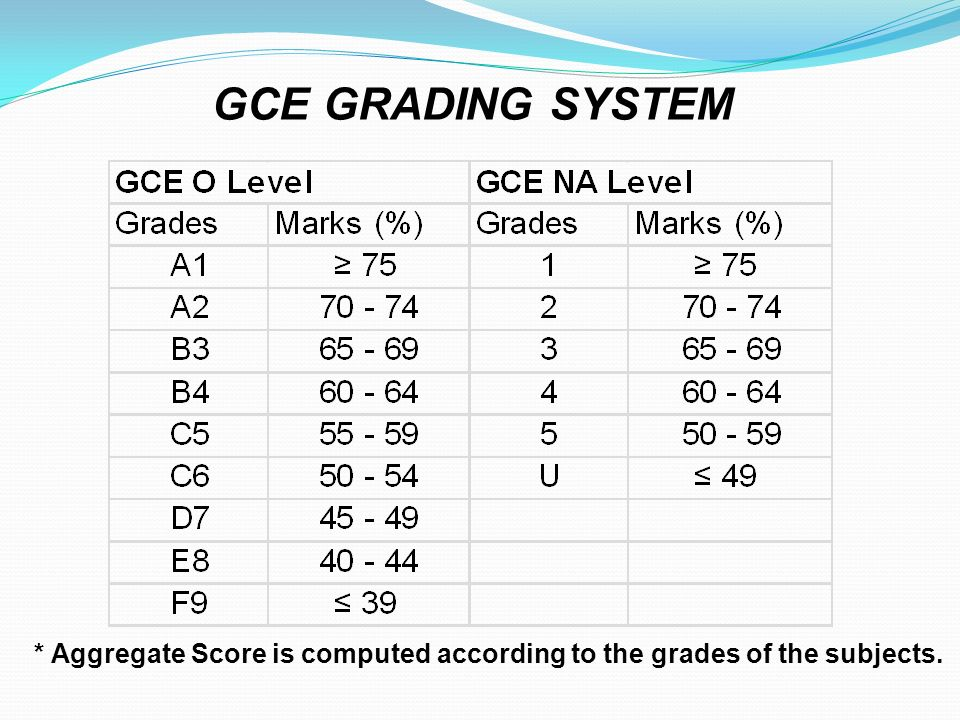 GCE GRADING SYSTEM
GCE O Level GCE NA Level
Grades Marks (%) Grades Marks (%)
A1 ≥ 75 1 ≥ 75
A2 70 - 74 2 70 - 74
B3 65 - 69 3 65 - 69
B4 60 - 64 4 60 - 64
C5 55 - 59 5 50 - 59
C6 50 - 54 U ≤ 49
D7 45 - 49
E8 40 - 44
F9 ≤ 39
* Aggregate Score is computed according to the grades of the subjects.